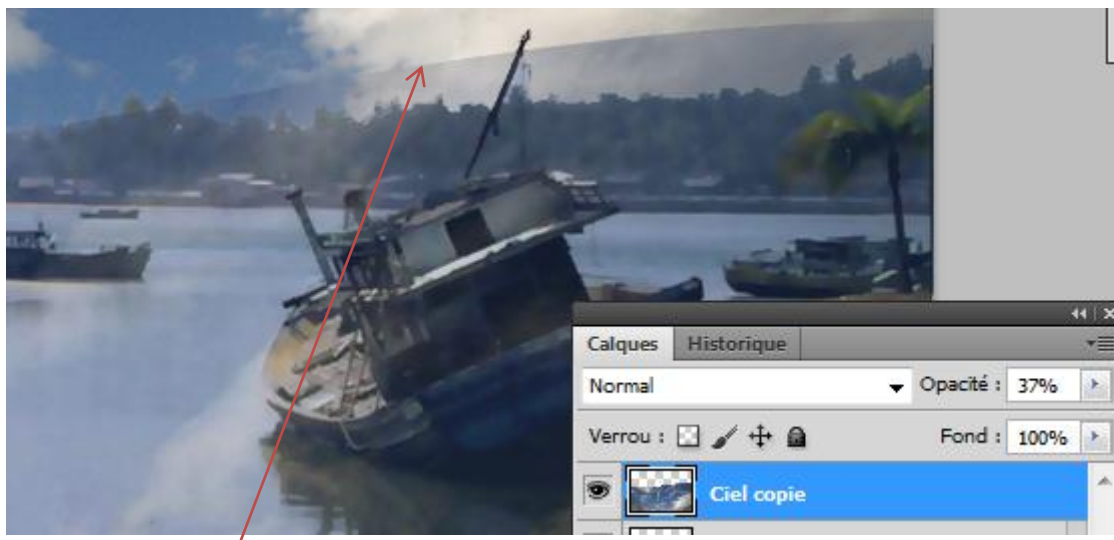 Calques Historique
Normal Opacité : 37%
Verrou : Fond : 100%
Ciel copie